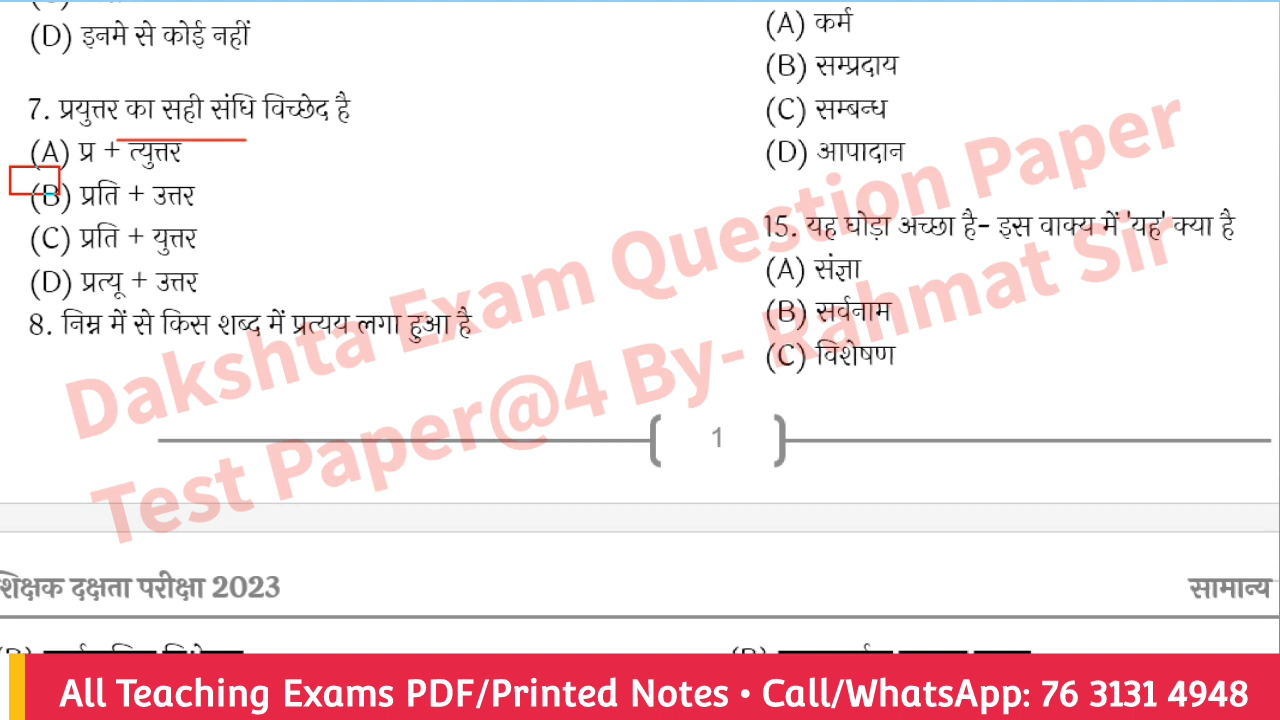 (D) इनमे से कोई नहीं
7. प्रयुत्तर का सही संधि विच्छेद है
(A) प्र + त्युत्तर
(B) प्रति + उत्तर
(C) प्रति + युत्तर
(D) प्रत्यू + उत्तर
8. निम्न में से किस शब्द में प्रत्यय लगा हुआ है
(A) कर्म
(B) सम्प्रदाय
(C) सम्बन्ध
(D) आपादान
15. यह घोड़ा अच्छा है- इस वाक्य में 'यह' क्या है
(A) संज्ञा
(B) सर्वनाम
(C) विशेषण
Dakshta Exam Question Paper
Test Paper@4 By- Rahmat Sir
1
शिक्षक दक्षता परीक्षा 2023
सामान्य
All Teaching Exams PDF/Printed Notes • Call/WhatsApp: 76 3131 4948